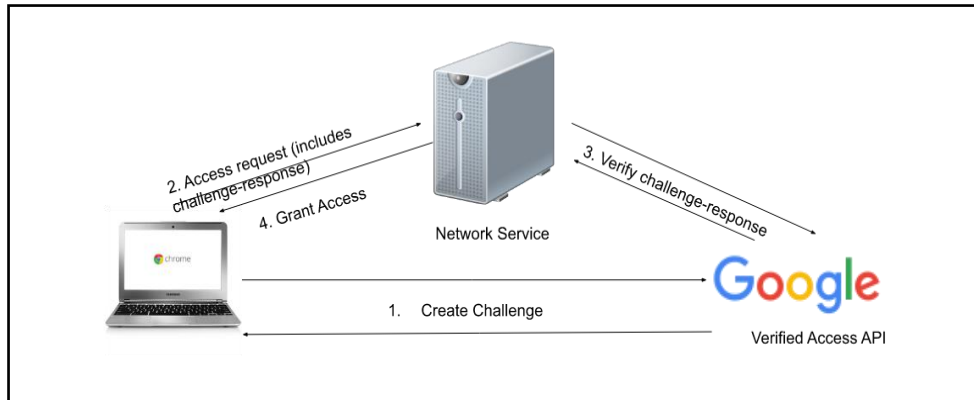 2. Access request (includes
challenge-response)
3. Verify challenge-response
4. Grant Access
Network Service
chrome
Google
1. Create Challenge
Verified Access API